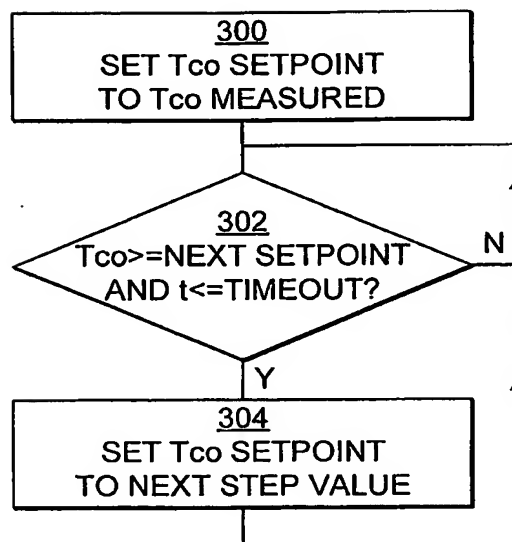 300
SET Tco SETPOINT
TO Tco MEASURED
302
Tco>=NEXT SETPOINT
AND t<=TIMEOUT?
N
Y
304
SET Tco SETPOINT
TO NEXT STEP VALUE